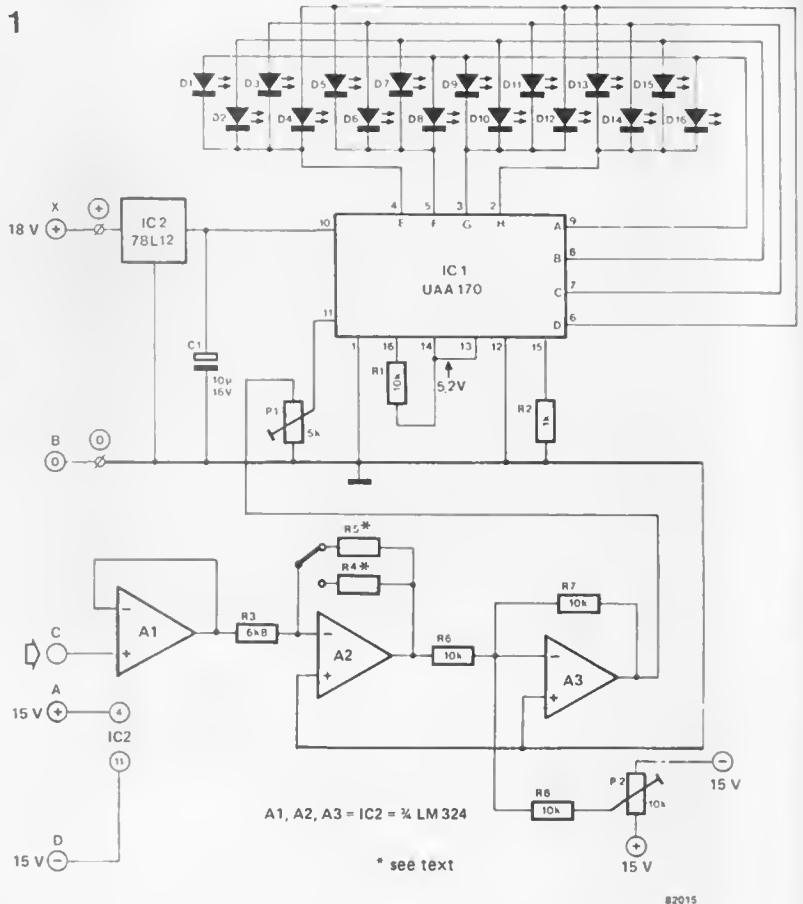 1
D1 D3 D5 D7 D9 D11 D13 D15
D2 D4 D6 D8 D10 D12 D14 D16
X
18 V + +
IC 2
78L12
4 5 3 2
E F G H
10
11
IC 1
UAA 170
A 9
B 8
C 7
D 6
1 16 14 13 12 15
C1
10µ
16V
P1
5k
R1
10k
5,2V
R2
1k
B
0 0
R5*
R4*
R3
6k8
R6
10k
R7
10k
- A1 +
- A2 +
- A3 +
C
A
15 V + 4
IC2
11
D
15 V -
R8
10k
P2
10k
-
15 V
+
15 V
A1, A2, A3 = IC2 = ¾ LM 324
* see text
82015